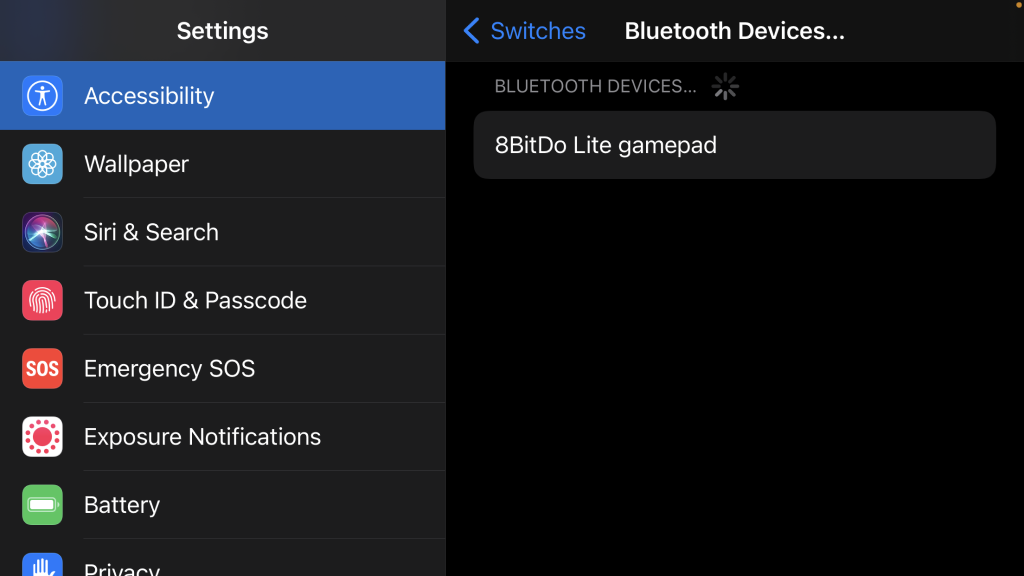 Settings
Accessibility
Wallpaper
Siri & Search
Touch ID & Passcode
SOS
Emergency SOS
Exposure Notifications
Battery
Privacy
Switches
Bluetooth Devices...
BLUETOOTH DEVICES...
8BitDo Lite gamepad